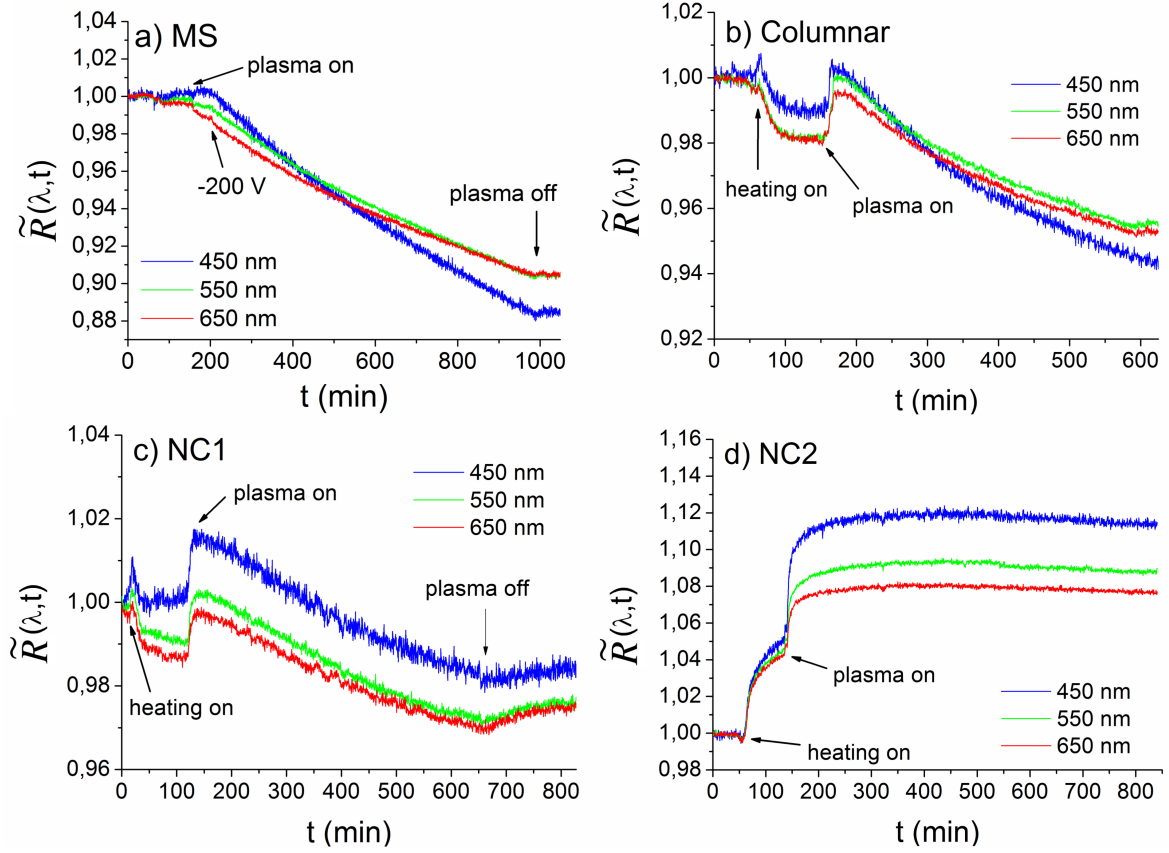 a) MS
plasma on
-200 V
plasma off
450 nm
550 nm
650 nm
1,04
1,02
1,00
0,98
0,96
0,94
0,92
0,90
0,88
R̃(λ,t)
0 200 400 600 800 1000
t (min)
b) Columnar
450 nm
550 nm
650 nm
heating on
plasma on
1,02
1,00
0,98
0,96
0,94
0,92
R̃(λ,t)
0 100 200 300 400 500 600
t (min)
c) NC1
450 nm
550 nm
650 nm
plasma on
plasma off
heating on
1,04
1,02
1,00
0,98
0,96
R̃(λ,t)
0 100 200 300 400 500 600 700 800
t (min)
d) NC2
plasma on
heating on
450 nm
550 nm
650 nm
1,16
1,14
1,12
1,10
1,08
1,06
1,04
1,02
1,00
0,98
R̃(λ,t)
0 100 200 300 400 500 600 700 800
t (min)